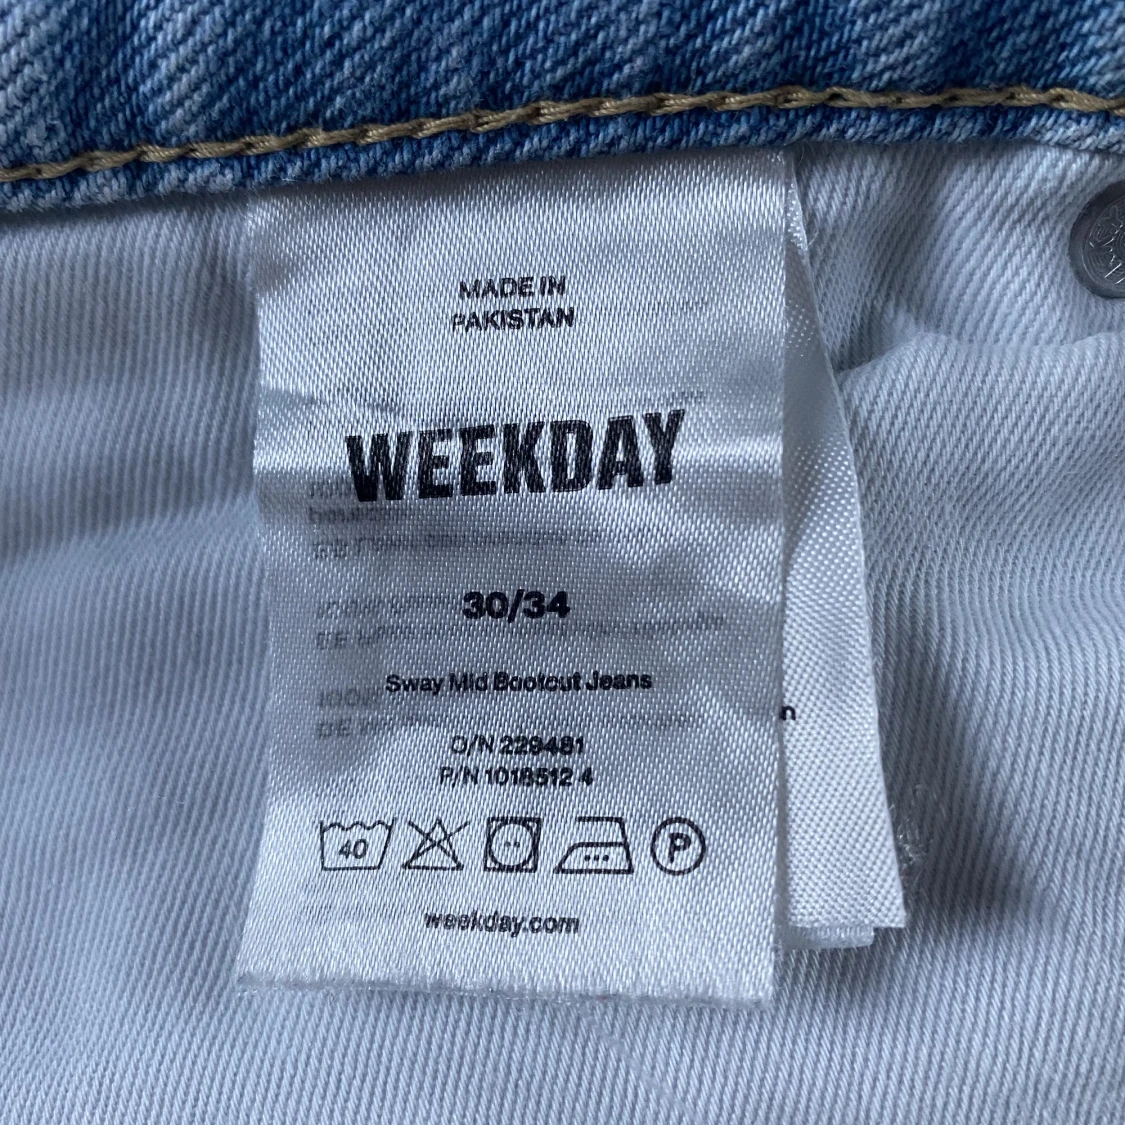 MADE IN
PAKISTAN
WEEKDAY
30/34
Sway Mid Bootcut Jeans
O/N 229481
P/N 1018512 4
40
P
weekday.com
n